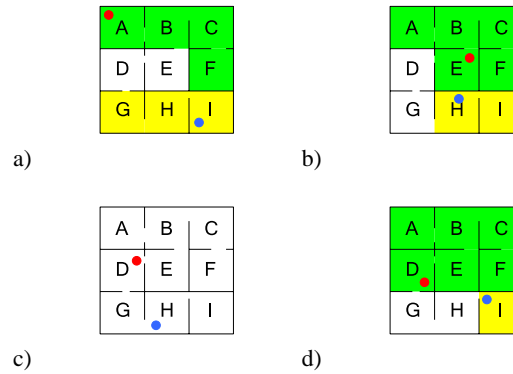 A B C
D E F
G H I
a)
A B C
D E F
G H I
b)
A B C
D E F
G H I
c)
A B C
D E F
G H I
d)